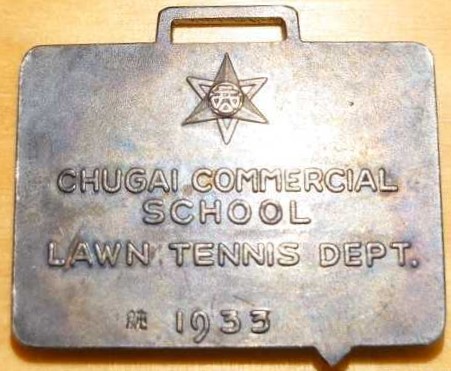 CHUGAI COMMERCIAL
SCHOOL
LAWN TENNIS DEPT.
1933